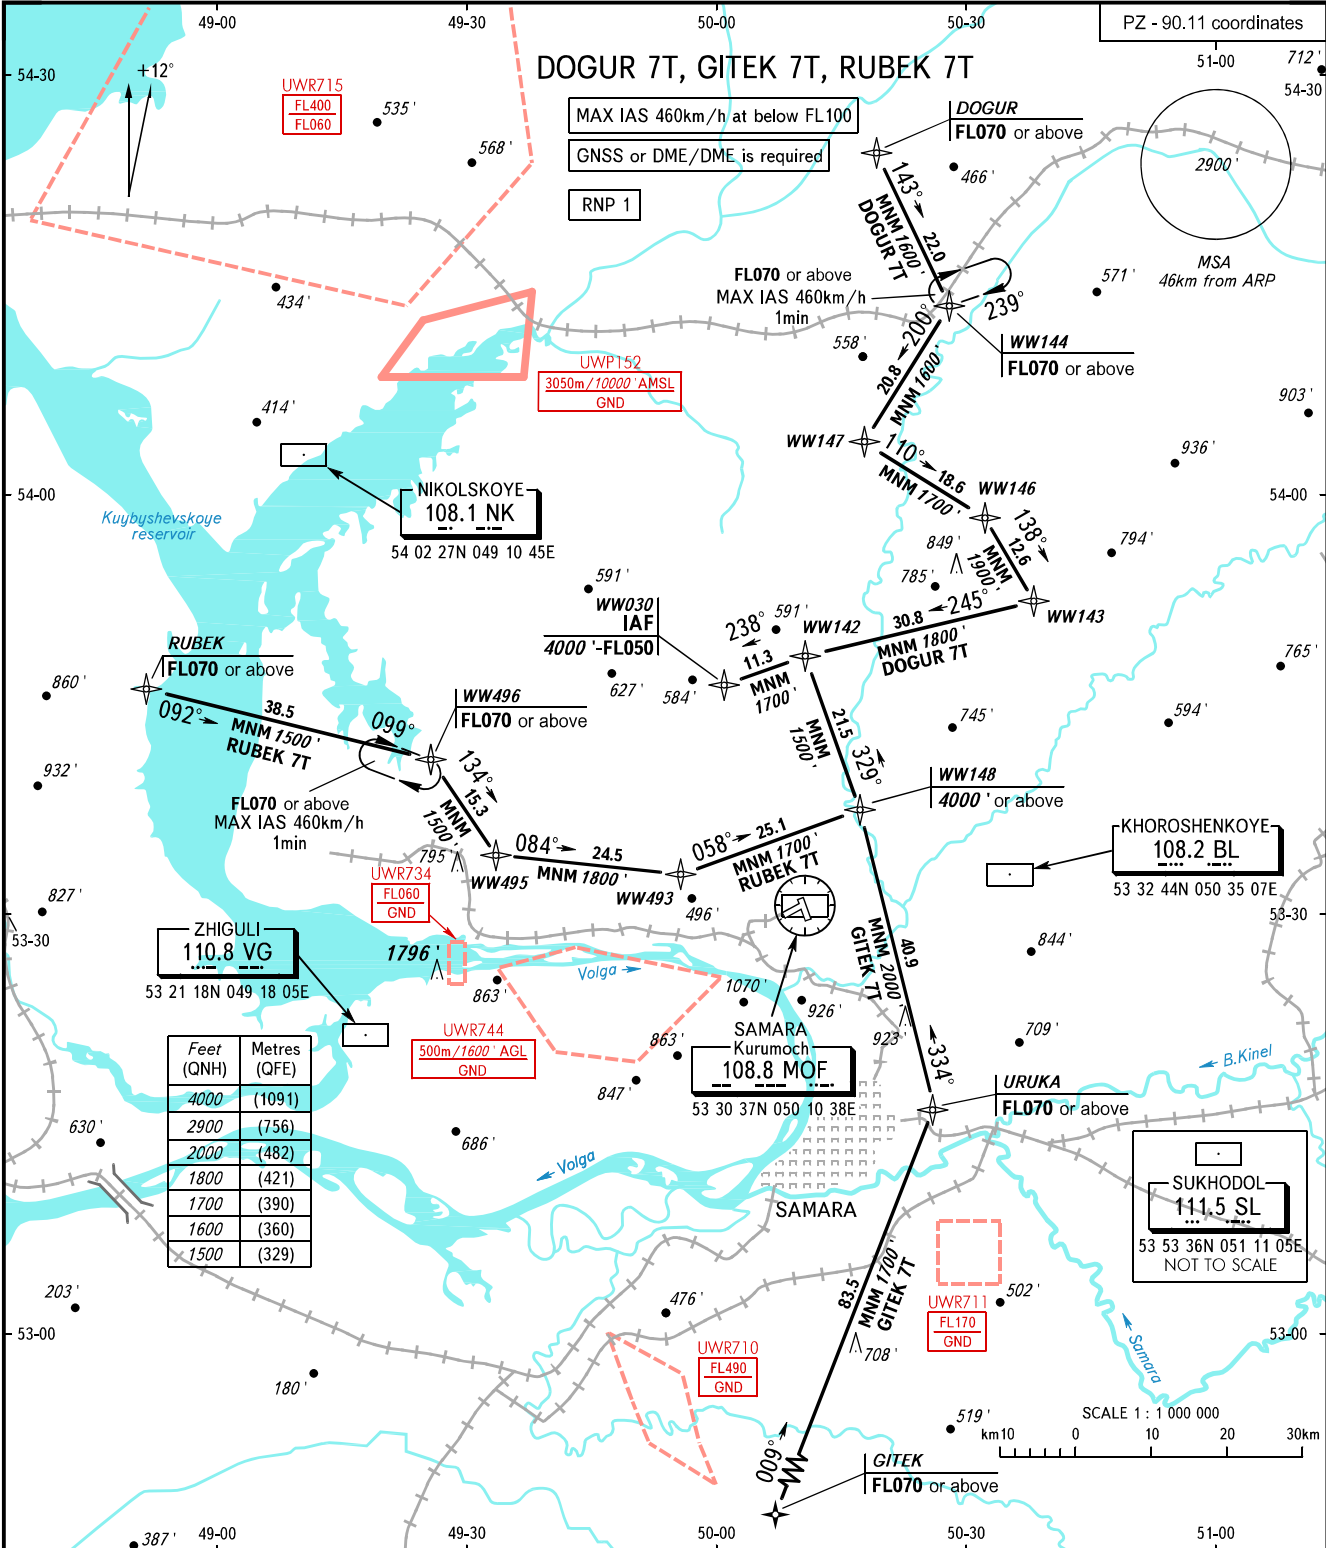 49-00
49-30
50-00
50-30
PZ - 90.11 coordinates
51-00
712 '
54-30
54-30
+12°
DOGUR 7T, GITEK 7T, RUBEK 7T
UWR715
FL400
FL060
535 '
568 '
MAX IAS 460km/h at below FL100
GNSS or DME/DME is required
RNP 1
DOGUR
FL070 or above
466 '
2900 '
MSA
46km from ARP
143°
22.0
MNM 1600 '
DOGUR 7T
434 '
571 '
FL070 or above
MAX IAS 460km/h
1min
239°
200°
558 '
WW144
FL070 or above
20.8
MNM 1600 '
UWP152
3050m/10000 ' AMSL
GND
414 '
903 '
WW147
110°
18.6
MNM 1700 '
936 '
NIKOLSKOYE
108.1 NK
54 02 27N 049 10 45E
54-00
54-00
WW146
Kuybyshevskoye
reservoir
138°
12.6
MNM
1900 '
849 '
794 '
785 '
591 '
WW030
IAF
4000 '-FL050
591 '
238°
11.3
MNM
1700 '
WW142
245°
30.8
MNM 1800 '
DOGUR 7T
WW143
627 '
584 '
765 '
RUBEK
FL070 or above
860 '
092°
38.5
MNM 1500 '
RUBEK 7T
099°
WW496
FL070 or above
21.5
MNM
1500 '
329°
745 '
594 '
134°
15.3
MNM
1500 '
932 '
FL070 or above
MAX IAS 460km/h
1min
WW148
4000 ' or above
795 '
084°
24.5
MNM 1800 '
WW495
WW493
058°
25.1
MNM 1700 '
RUBEK 7T
KHOROSHENKOYE
108.2 BL
53 32 44N 050 35 07E
UWR734
FL060
GND
827 '
496 '
53-30
53-30
ZHIGULI
110.8 VG
53 21 18N 049 18 05E
1796 '
863 '
Volga
40.9
MNM 2000 '
GITEK 7T
844 '
1070 '
926 '
923 '
709 '
UWR744
500m/1600 ' AGL
GND
863 '
847 '
SAMARA
Kurumoch
108.8 MOF
53 30 37N 050 10 38E
334°
B.Kinel
URUKA
FL070 or above
Feet
(QNH)
Metres
(QFE)
4000 (1091)
2900 (756)
2000 (482)
1800 (421)
1700 (390)
1600 (360)
1500 (329)
630 '
686 '
Volga
SAMARA
SUKHODOL
111.5 SL
53 53 36N 051 11 05E
NOT TO SCALE
203 '
476 '
83.5
MNM 1700 '
GITEK 7T
UWR711
FL170
GND
502 '
53-00
53-00
UWR710
FL490
GND
708 '
Samara
180 '
SCALE 1 : 1 000 000
km10 0 10 20 30km
519 '
009°
GITEK
FL070 or above
387 '
49-00
49-30
50-00
50-30
51-00